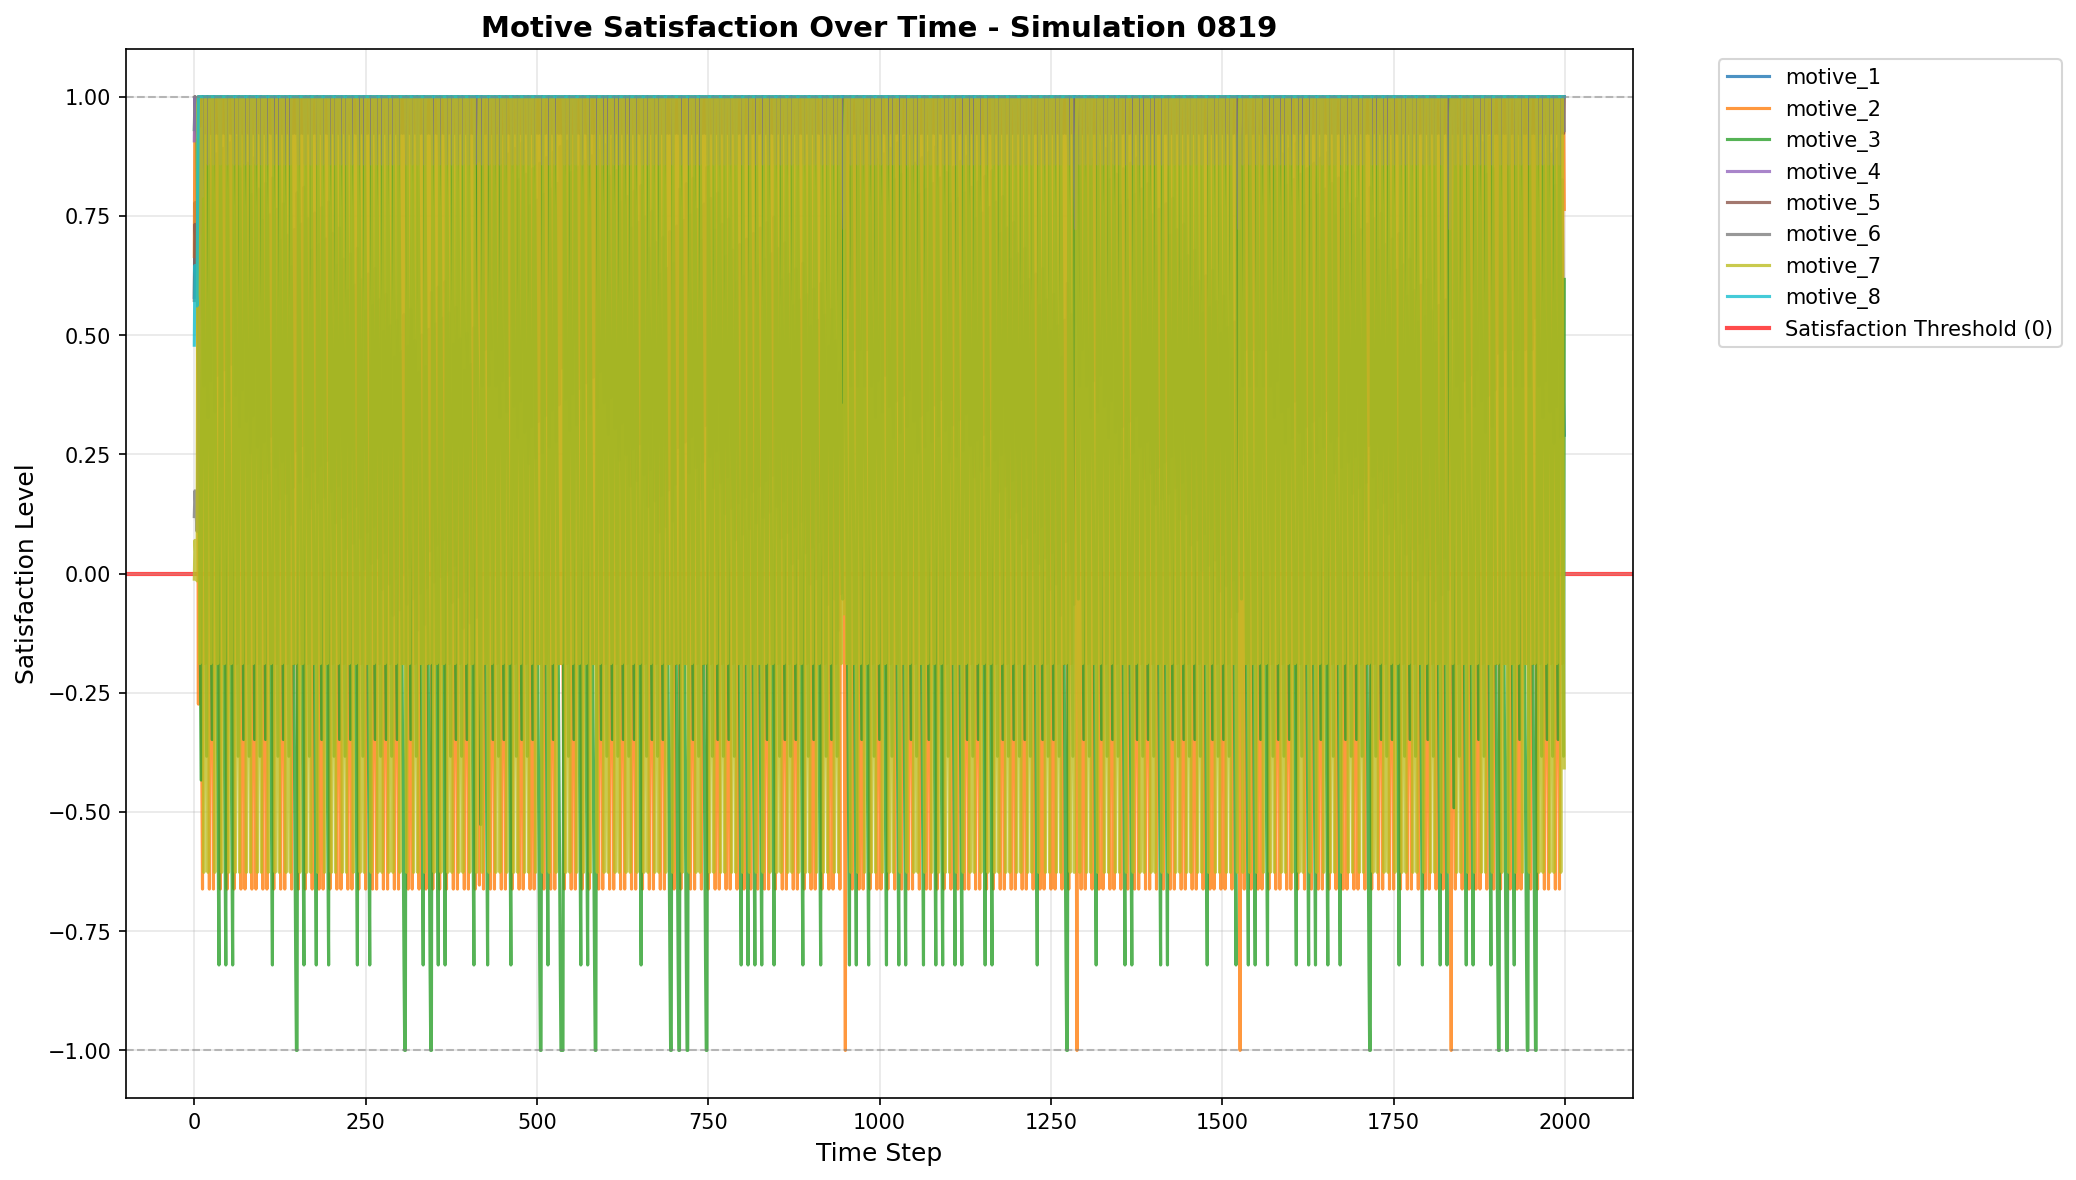 Motive Satisfaction Over Time - Simulation 0819
1.00
0.75
0.50
0.25
0.00
−0.25
−0.50
−0.75
−1.00
Satisfaction Level
0
250
500
750
1000
1250
1500
1750
2000
Time Step
motive_1
motive_2
motive_3
motive_4
motive_5
motive_6
motive_7
motive_8
Satisfaction Threshold (0)